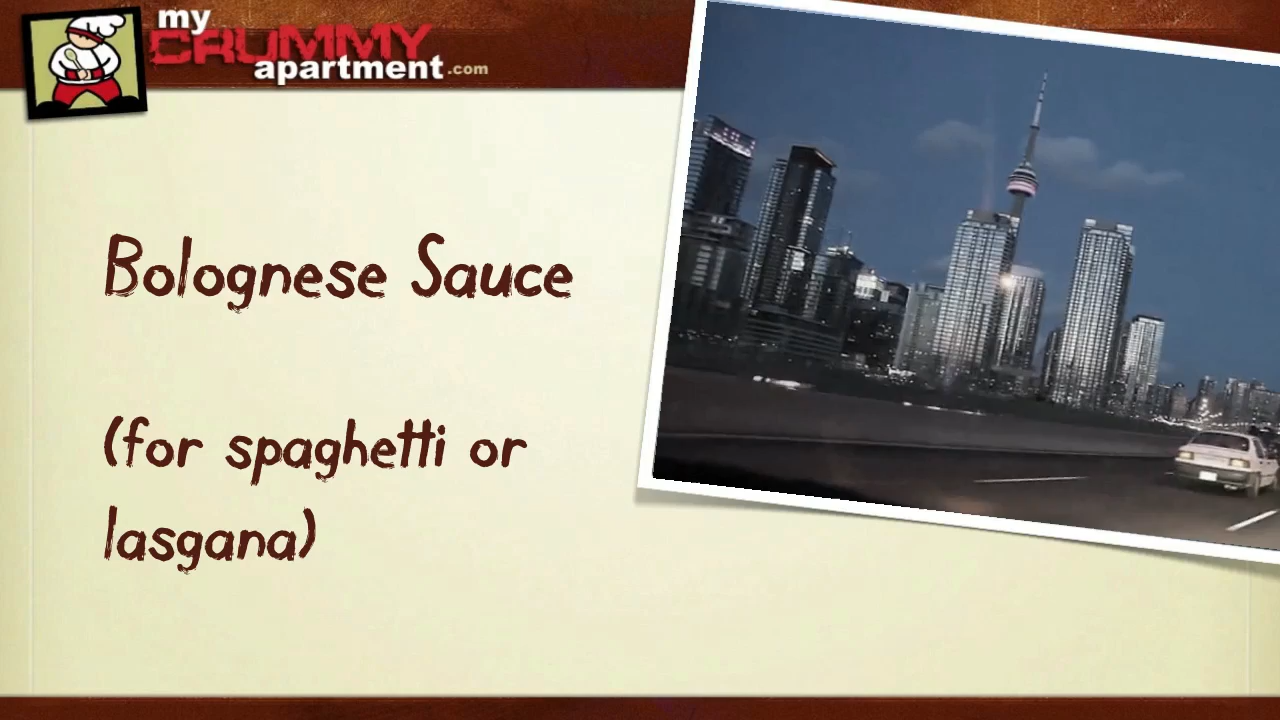 my
CRUMMY
apartment.com
Bolognese Sauce
(for spaghetti or
lasgana)